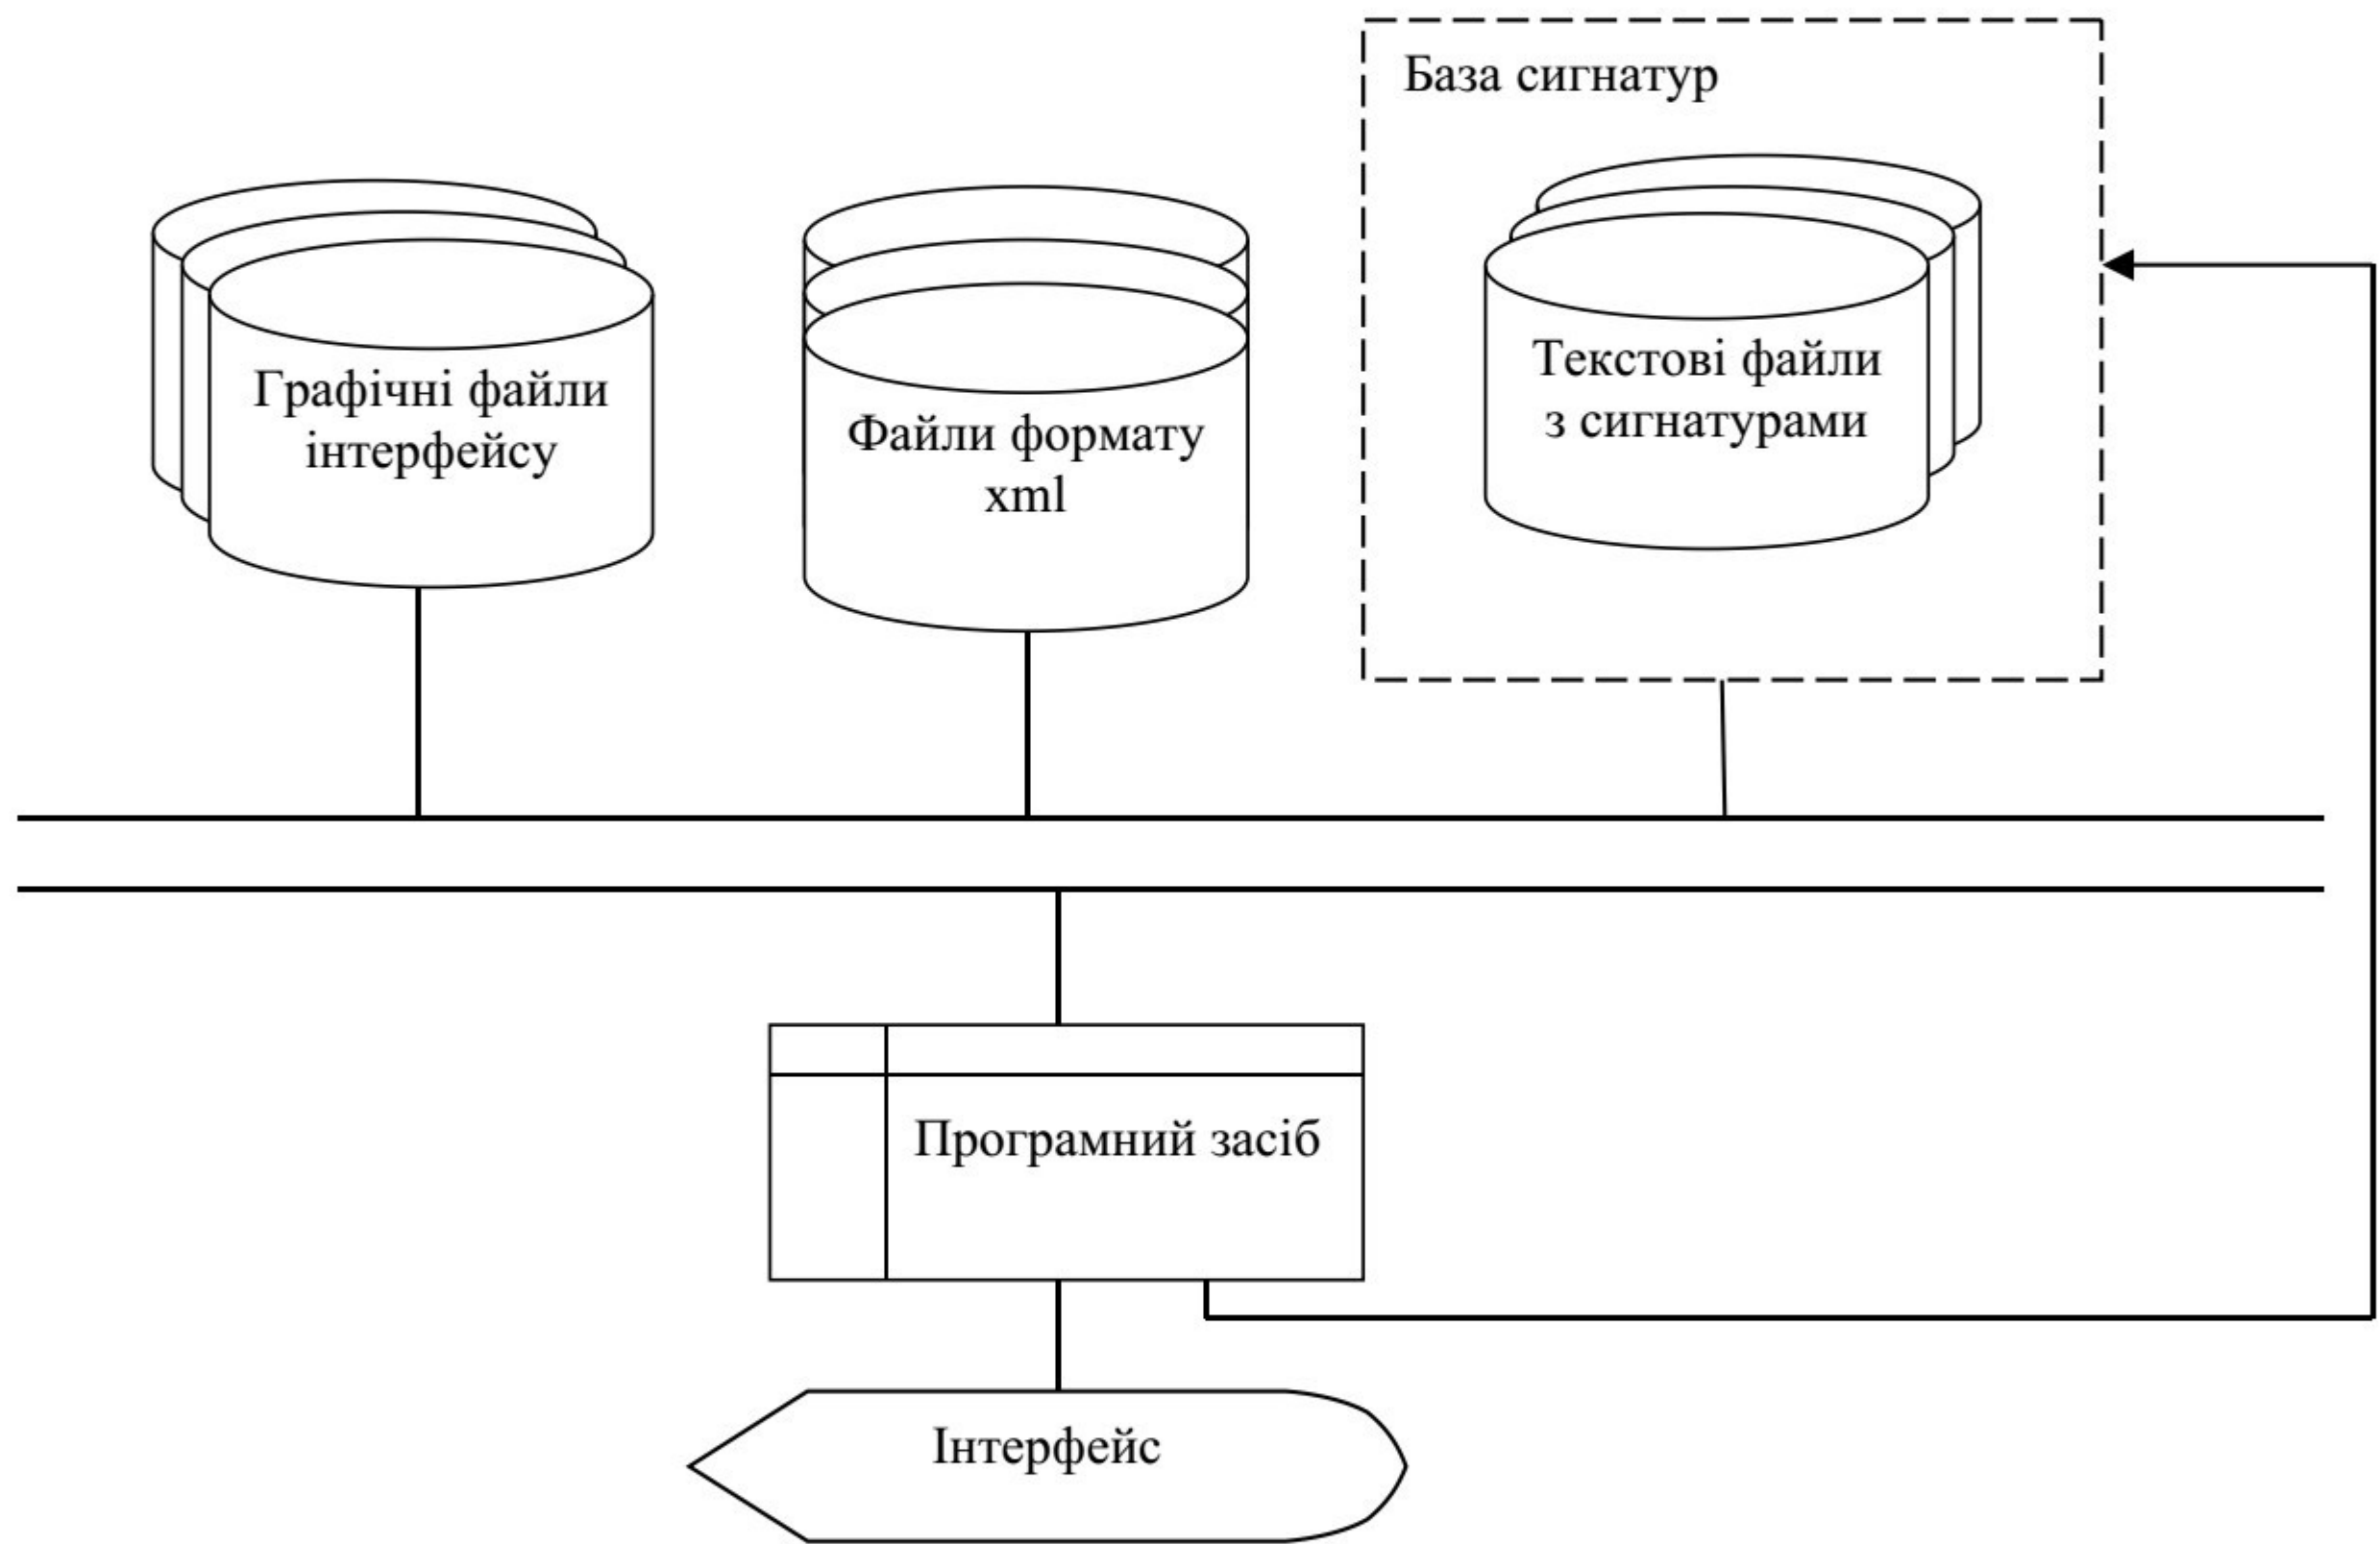 База сигнатур
Графічні файли
інтерфейсу
Файли формату
xml
Текстові файли
з сигнатурами
Програмний засіб
Інтерфейс